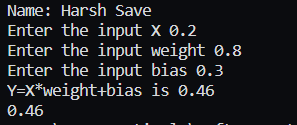 Name: Harsh Save
Enter the input X 0.2
Enter the input weight 0.8
Enter the input bias 0.3
Y=X*weight+bias is 0.46
0.46